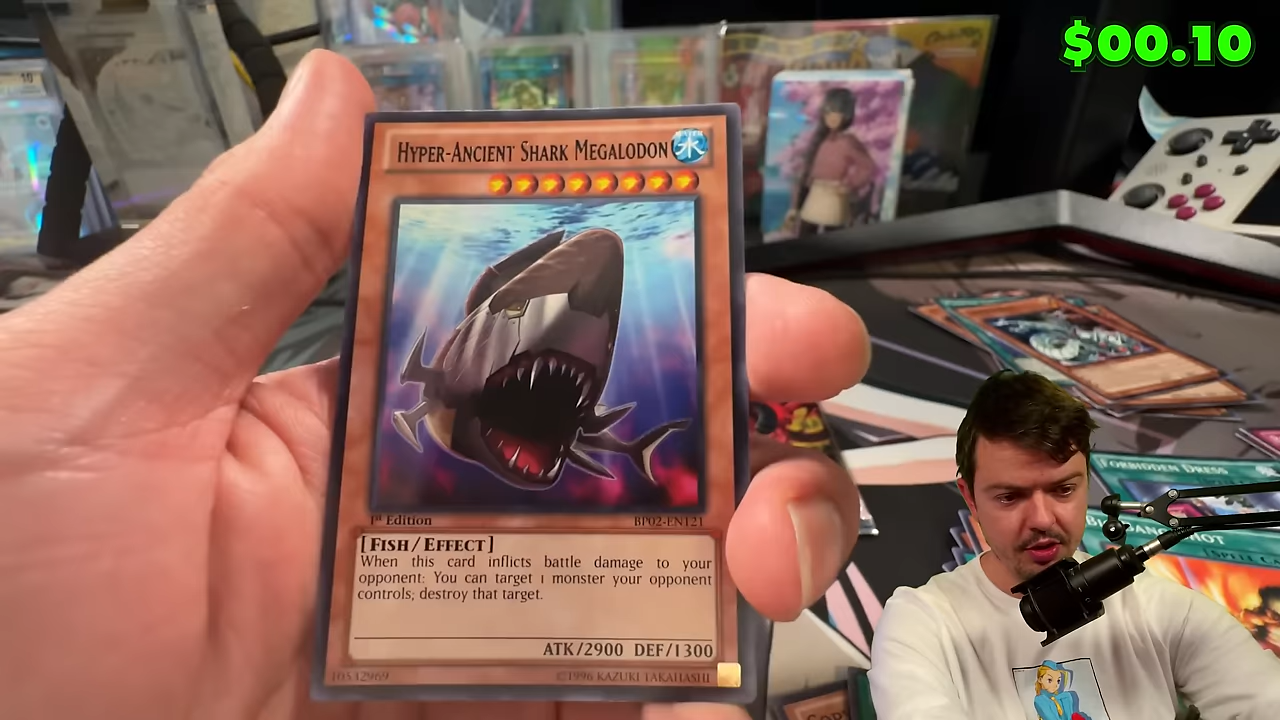 $00.10
10
HYPER-ANCIENT SHARK MEGALODON
水
1st Edition
BP02-EN121
[FISH/EFFECT]
When this card inflicts battle damage to your
opponent: You can target 1 monster your opponent
controls; destroy that target.
ATK/2900 DEF/1300
10532969
©1996 KAZUKI TAKAHASHI
FORBIDDEN DRESS